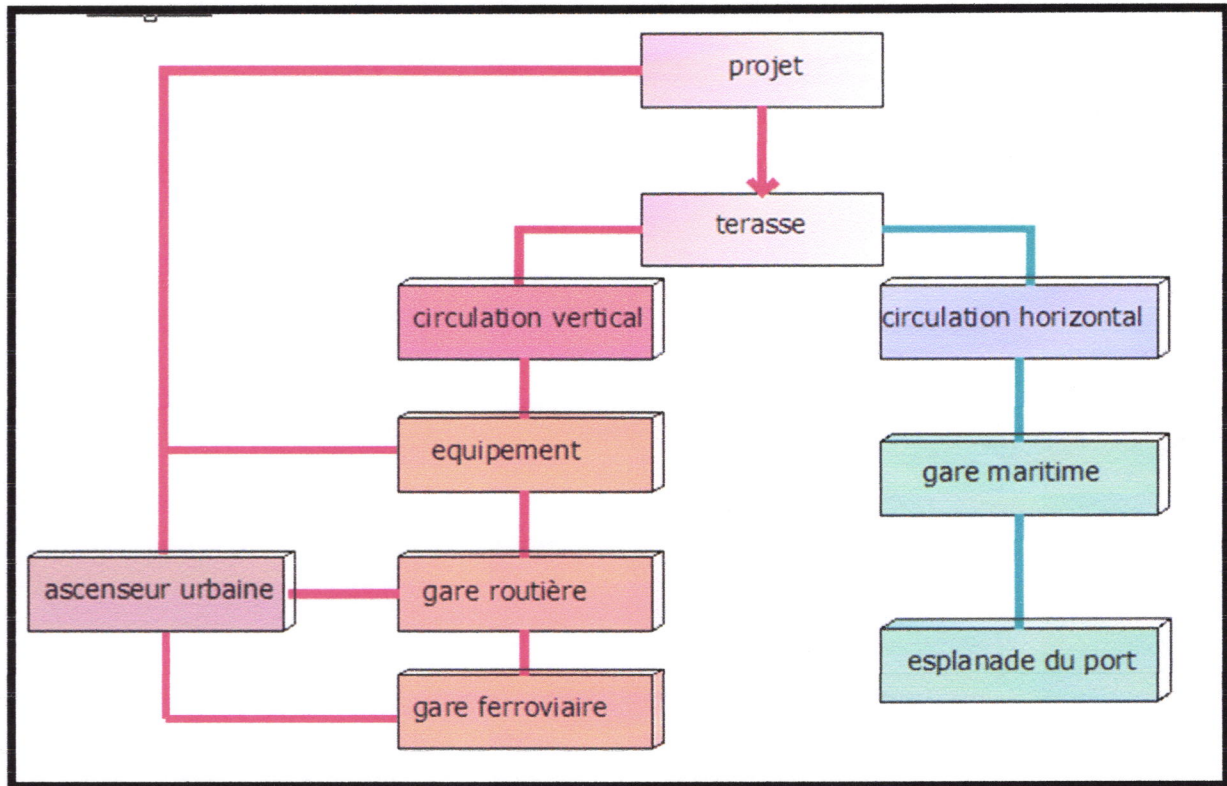 projet
terasse
circulation vertical
circulation horizontal
equipement
gare maritime
ascenseur urbaine
gare routière
esplanade du port
gare ferroviaire